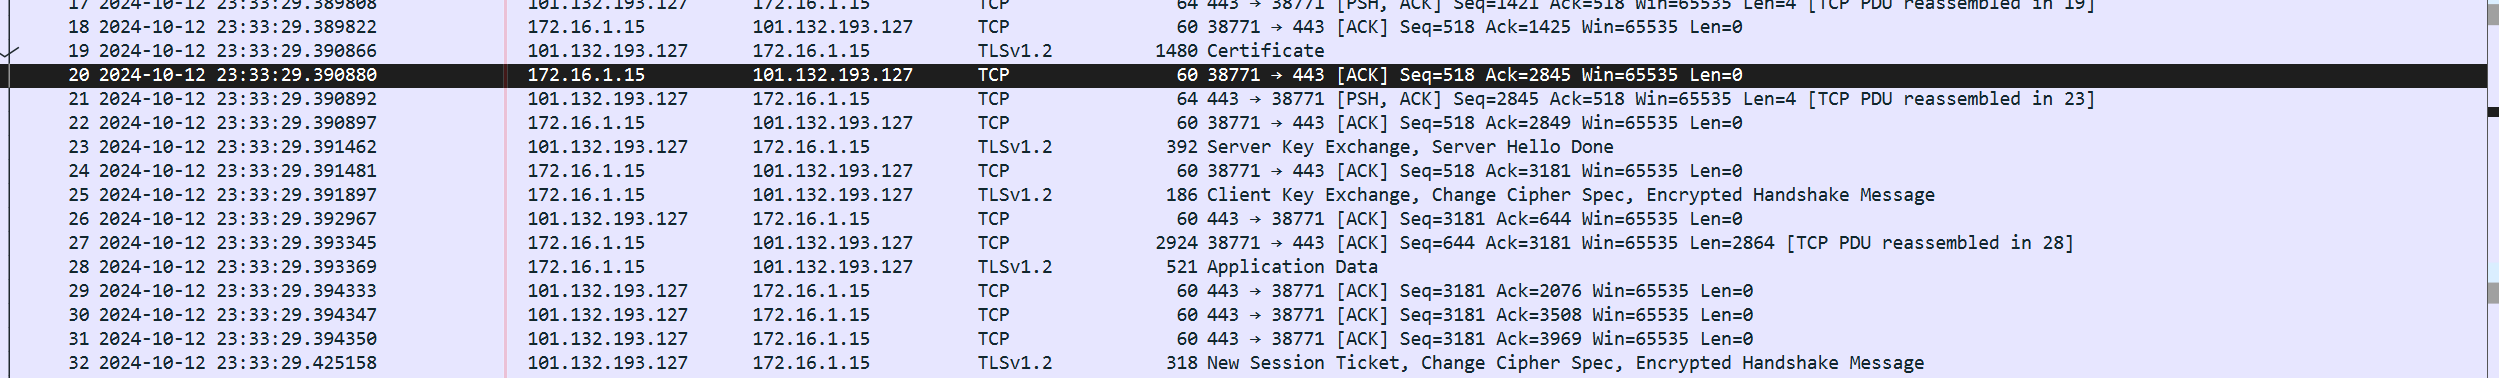 17 2024-10-12 23:33:29.389808 101.132.193.127 172.16.1.15 TCP 64 443 → 38771 [PSH, ACK] Seq=1421 Ack=518 Win=65535 Len=4 [TCP PDU reassembled in 19]
18 2024-10-12 23:33:29.389822 172.16.1.15 101.132.193.127 TCP 60 38771 → 443 [ACK] Seq=518 Ack=1425 Win=65535 Len=0
19 2024-10-12 23:33:29.390866 101.132.193.127 172.16.1.15 TLSv1.2 1480 Certificate
20 2024-10-12 23:33:29.390880 172.16.1.15 101.132.193.127 TCP 60 38771 → 443 [ACK] Seq=518 Ack=2845 Win=65535 Len=0
21 2024-10-12 23:33:29.390892 101.132.193.127 172.16.1.15 TCP 64 443 → 38771 [PSH, ACK] Seq=2845 Ack=518 Win=65535 Len=4 [TCP PDU reassembled in 23]
22 2024-10-12 23:33:29.390897 172.16.1.15 101.132.193.127 TCP 60 38771 → 443 [ACK] Seq=518 Ack=2849 Win=65535 Len=0
23 2024-10-12 23:33:29.391462 101.132.193.127 172.16.1.15 TLSv1.2 392 Server Key Exchange, Server Hello Done
24 2024-10-12 23:33:29.391481 172.16.1.15 101.132.193.127 TCP 60 38771 → 443 [ACK] Seq=518 Ack=3181 Win=65535 Len=0
25 2024-10-12 23:33:29.391897 172.16.1.15 101.132.193.127 TLSv1.2 186 Client Key Exchange, Change Cipher Spec, Encrypted Handshake Message
26 2024-10-12 23:33:29.392967 101.132.193.127 172.16.1.15 TCP 60 443 → 38771 [ACK] Seq=3181 Ack=644 Win=65535 Len=0
27 2024-10-12 23:33:29.393345 172.16.1.15 101.132.193.127 TCP 2924 38771 → 443 [ACK] Seq=644 Ack=3181 Win=65535 Len=2864 [TCP PDU reassembled in 28]
28 2024-10-12 23:33:29.393369 172.16.1.15 101.132.193.127 TLSv1.2 521 Application Data
29 2024-10-12 23:33:29.394333 101.132.193.127 172.16.1.15 TCP 60 443 → 38771 [ACK] Seq=3181 Ack=2076 Win=65535 Len=0
30 2024-10-12 23:33:29.394347 101.132.193.127 172.16.1.15 TCP 60 443 → 38771 [ACK] Seq=3181 Ack=3508 Win=65535 Len=0
31 2024-10-12 23:33:29.394350 101.132.193.127 172.16.1.15 TCP 60 443 → 38771 [ACK] Seq=3181 Ack=3969 Win=65535 Len=0
32 2024-10-12 23:33:29.425158 101.132.193.127 172.16.1.15 TLSv1.2 318 New Session Ticket, Change Cipher Spec, Encrypted Handshake Message